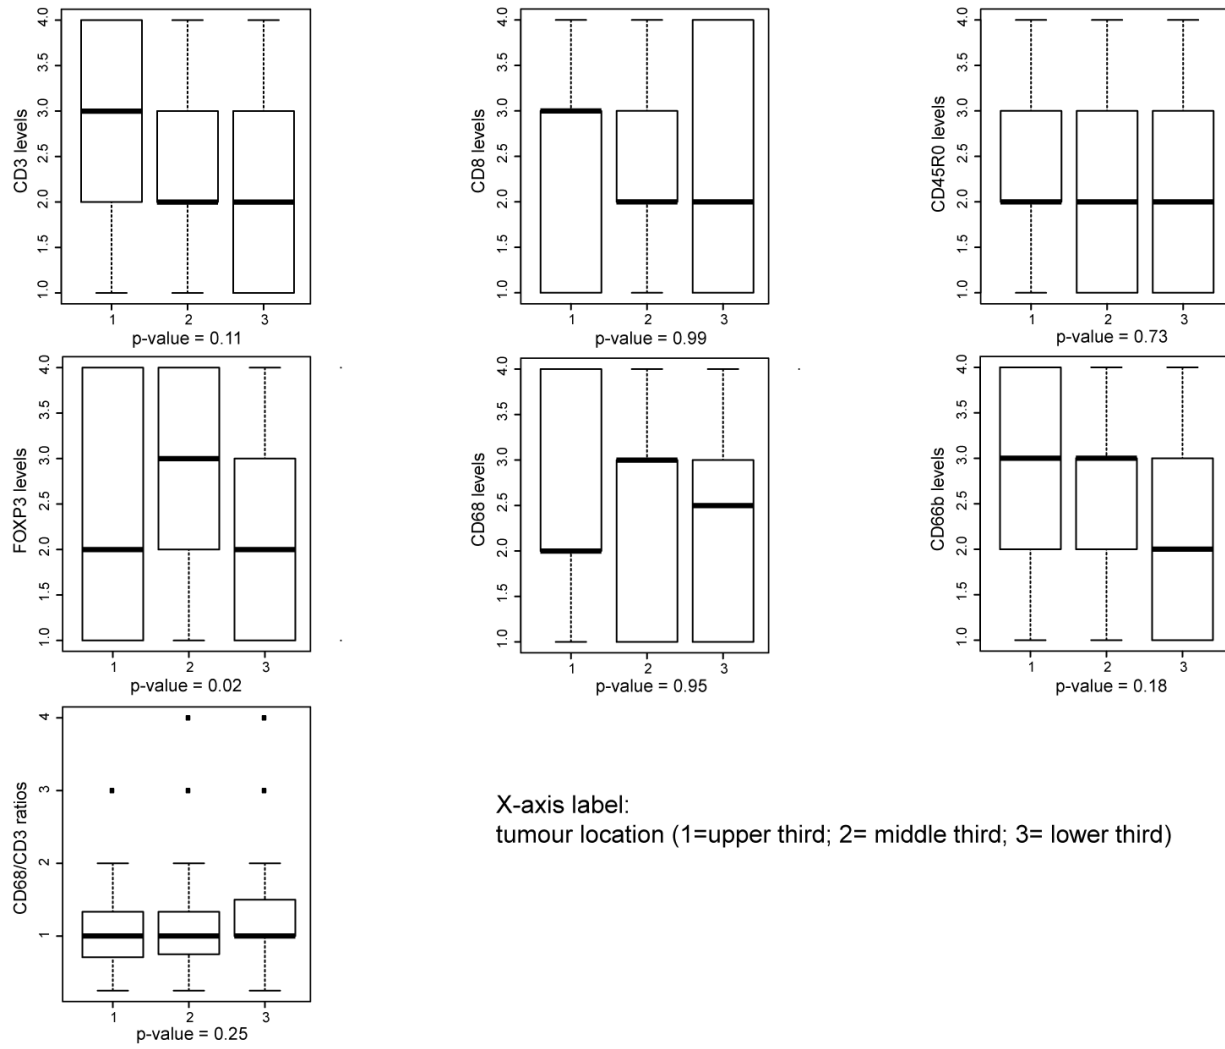 CD3 levels
4.0
3.5
3.0
2.5
2.0
1.5
1.0
1 2 3
p-value = 0.11
CD8 levels
4.0
3.5
3.0
2.5
2.0
1.5
1.0
1 2 3
p-value = 0.99
CD45R0 levels
4.0
3.5
3.0
2.5
2.0
1.5
1.0
1 2 3
p-value = 0.73
FOXP3 levels
4.0
3.5
3.0
2.5
2.0
1.5
1.0
1 2 3
p-value = 0.02
CD68 levels
4.0
3.5
3.0
2.5
2.0
1.5
1.0
1 2 3
p-value = 0.95
CD66b levels
4.0
3.5
3.0
2.5
2.0
1.5
1.0
1 2 3
p-value = 0.18
CD68/CD3 ratios
4
3
2
1
1 2 3
p-value = 0.25
X-axis label:
tumour location (1=upper third; 2= middle third; 3= lower third)